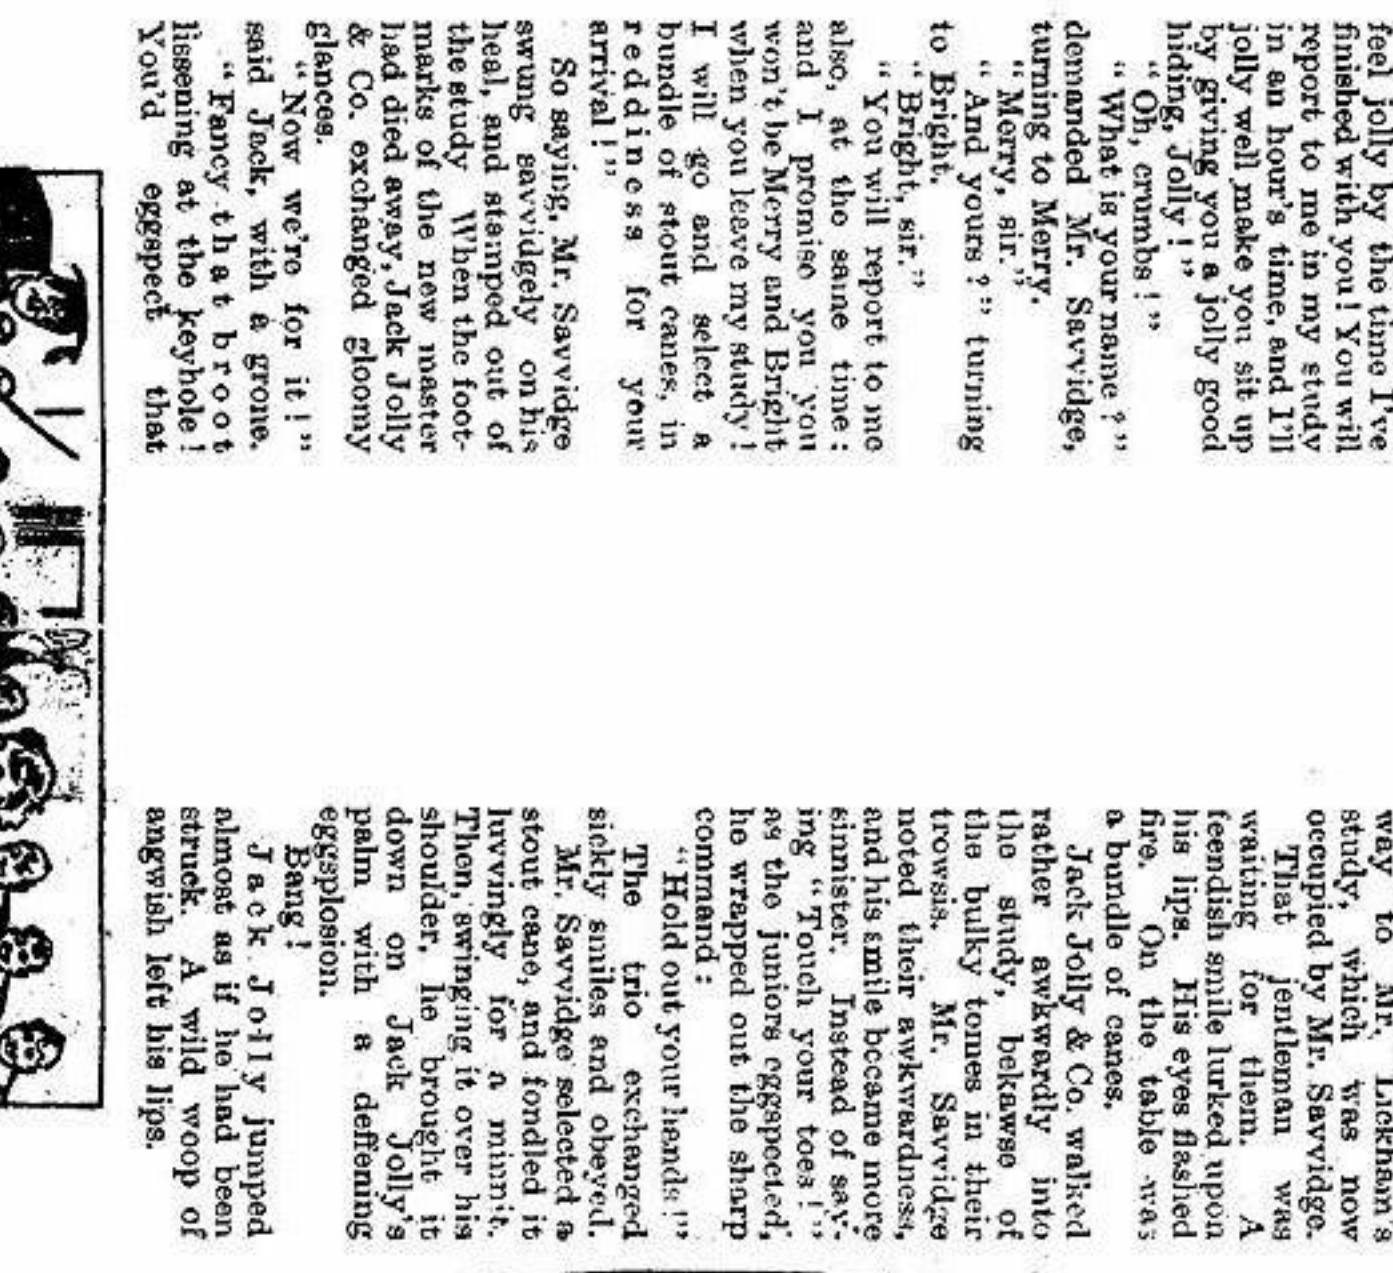 feel jolly by the time I've
finished with you! You will
report to me in my study
in an hour's time, and I'll
jolly well make you sit up
by giving you a jolly good
hiding, Jolly!"
"Oh, crumbs!"
"What is your name?"
demanded Mr. Savvidge,
turning to Merry.
"Merry, sir."
"And yours?" turning
to Bright.
"Bright, sir."
"You will report to me
also, at the same time;
and I promise you you
won't be Merry and Bright
when you leave my study!
I will go and select a
bundle of stout canes, in
reddiness for your
arrival!"
So saying, Mr. Savvidge
swung savvidgely on his
heal, and stamped out of
the study. When the foot-
marks of the new master
had died away, Jack Jolly
& Co. exchanged gloomy
glances.
"Now we're for it!"
said Jack, with a grone.
"Fancy that broot
lissening at the keyhole!
You'd eggspect that
way to Mr. Lickham's
study, which was now
occupied by Mr. Savvidge.
That jentleman was
waiting for them. A
feendish smile lurked upon
his lips. His eyes flashed
fire. On the table was
a bundle of canes.
Jack Jolly & Co. walked
rather awkwardly into
the study, bekawse of
the bulky tomes in their
trowsis. Mr. Savvidge
noted their awkwardness,
and his smile became more
sinnister. Instead of say-
ing "Touch your toes!"
as the juniors eggspected,
he wrapped out the sharp
command:
"Hold out your hands!"
The trio exchanged
sickly smiles and obeyed.
Mr. Savvidge selected a
stout cane, and fondled it
luvvingly for a minnit.
Then, swinging it over his
shoulder, he brought it
down on Jack Jolly's
palm with a deffening
eggsplosion.
Bang!
Jack Jolly jumped
almost as if he had been
struck. A wild woop of
angwish left his lips.